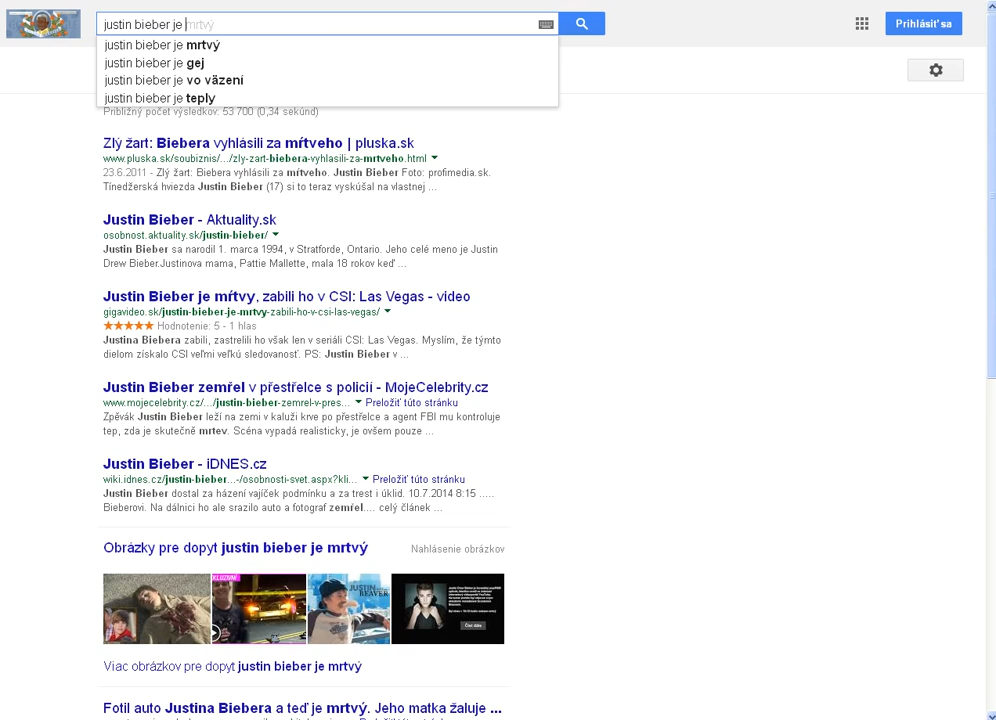 justin bieber je mrtvý
Prihlásiť sa
justin bieber je mrtvý
justin bieber je gej
justin bieber je vo väzení
justin bieber je teply
Približný počet výsledkov: 53 700 (0,34 sekúnd)
Zlý žart: Biebera vyhlásili za mŕtveho | pluska.sk
www.pluska.sk/soubiznis/.../zly-zart-biebera-vyhlasili-za-mrtveho.html
23.6.2011 - Zlý žart: Biebera vyhlásili za mŕtveho. Justin Bieber Foto: profimedia.sk.
Tínedžerská hviezda Justin Bieber (17) si to teraz vyskúšal na vlastnej ...
Justin Bieber - Aktuality.sk
osobnost.aktuality.sk/justin-bieber/
Justin Bieber sa narodil 1. marca 1994, v Stratforde, Ontario. Jeho celé meno je Justin
Drew Bieber.Justinova mama, Pattie Mallette, mala 18 rokov keď ...
Justin Bieber je mŕtvy, zabili ho v CSI: Las Vegas - video
gigavideo.sk/justin-bieber-je-mrtvy-zabili-ho-v-csi-las-vegas/
Hodnotenie: 5 - 1 hlas
Justina Biebera zabili, zastrelili ho však len v seriáli CSI: Las Vegas. Myslím, že týmto
dielom získalo CSI veľmi veľkú sledovanosť. PS: Justin Bieber v ...
Justin Bieber zemřel v přestřelce s policií - MojeCelebrity.cz
www.mojecelebrity.cz/.../justin-bieber-zemrel-v-pres... Preložiť túto stránku
Zpěvák Justin Bieber leží na zemi v kaluži krve po přestřelce a agent FBI mu kontroluje
tep, zda je skutečně mrtev. Scéna vypadá realisticky, je ovšem pouze ...
Justin Bieber - iDNES.cz
wiki.idnes.cz/justin-bieber...-/osobnosti-svet.aspx?kli... Preložiť túto stránku
Justin Bieber dostal za házení vajíček podmínku a za trest i úklid. 10.7.2014 8:15 .....
Bieberovi. Na dálnici ho ale srazilo auto a fotograf zemřel.... celý článek ...
Obrázky pre dopyt justin bieber je mrtvý
Nahlásenie obrázkov
JUSTIN
BEAVER
Viac obrázkov pre dopyt justin bieber je mrtvý
Fotil auto Justina Biebera a teď je mrtvý. Jeho matka žaluje ...